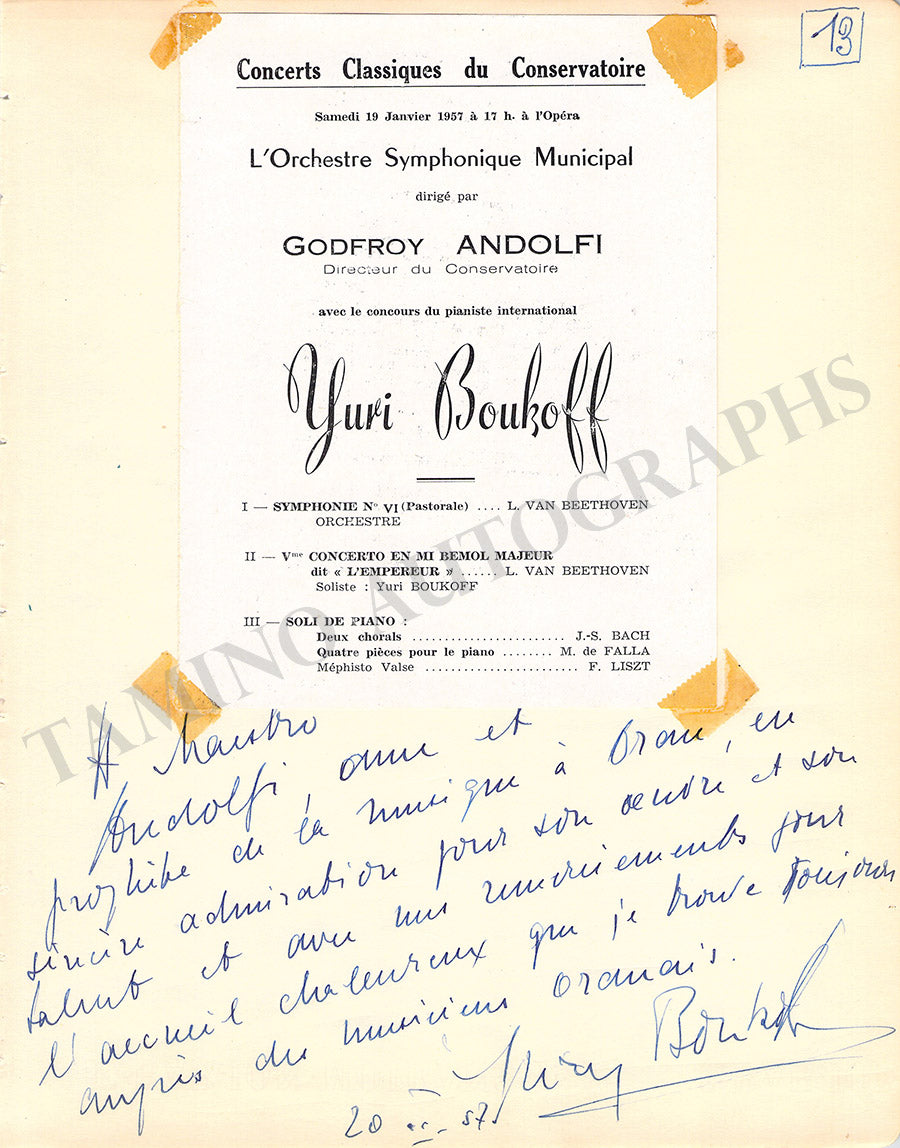 13
Concerts Classiques du Conservatoire
Samedi 19 Janvier 1957 à 17 h. à l'Opéra
L'Orchestre Symphonique Municipal
dirigé par
GODFROY ANDOLFI
Directeur du Conservatoire
avec le concours du pianiste international
Yuri Boukoff
I — SYMPHONIE No VI (Pastorale) .... L. VAN BEETHOVEN
ORCHESTRE
II — Vme CONCERTO EN MI BEMOL MAJEUR
dit « L'EMPEREUR » ...... L. VAN BEETHOVEN
Soliste : Yuri BOUKOFF
III — SOLI DE PIANO :
Deux chorals ....................... J.-S. BACH
Quatre pièces pour le piano ........ M. de FALLA
Méphisto Valse ........................ F. LISZT
TAMINO AUTOGRAPHS
A Maestro
Andolfi, âme et
prophète de la musique à Oran, en
sincère admiration pour son œuvre et son
talent et avec mes remerciements pour
l'accueil chaleureux que je trouve toujours
auprès des musiciens oranais.
Yury Boukoff
20 57